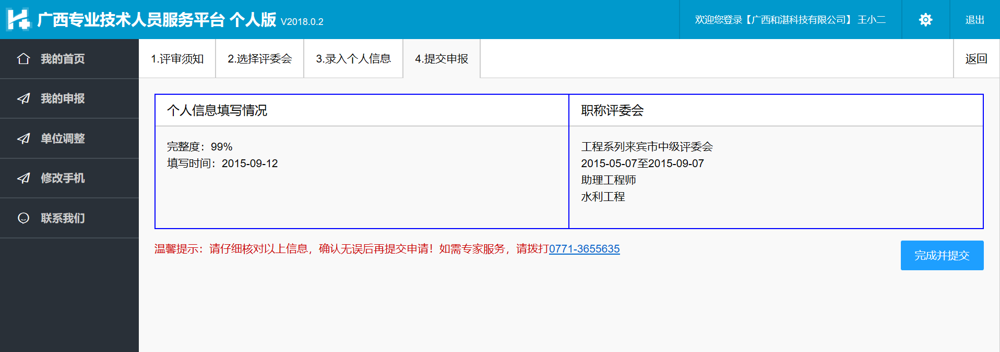 广西专业技术人员服务平台 个人版 V2018.0.2
欢迎您登录【广西和湛科技有限公司】 王小二
退出
我的首页
我的申报
单位调整
修改手机
联系我们
1.评审须知
2.选择评委会
3.录入个人信息
4.提交申报
返回
个人信息填写情况
完整度：99%
填写时间：2015-09-12
职称评委会
工程系列来宾市中级评委会
2015-05-07至2015-09-07
助理工程师
水利工程
温馨提示：请仔细核对以上信息，确认无误后再提交申请！如需专家服务，请拨打0771-3655635
完成并提交